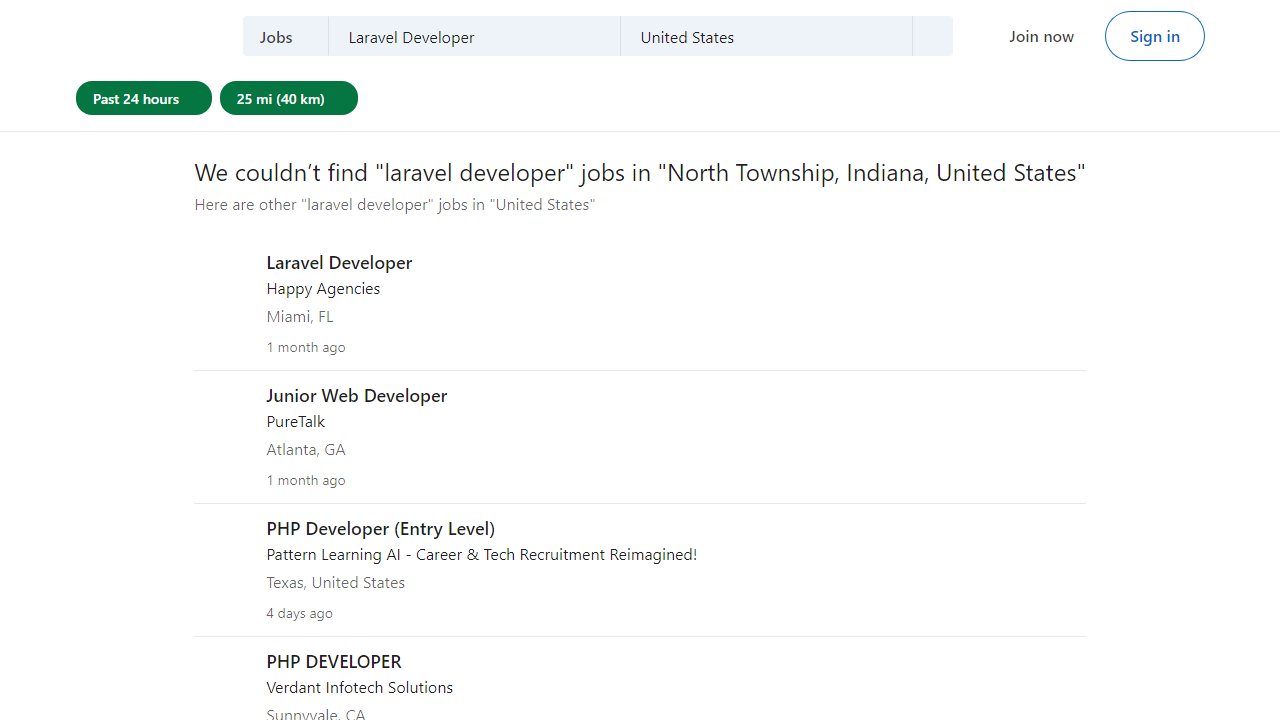 Jobs
Laravel Developer
United States
Join now
Sign in
Past 24 hours
25 mi (40 km)
We couldn’t find "laravel developer" jobs in "North Township, Indiana, United States"
Here are other "laravel developer" jobs in "United States"
Laravel Developer
Happy Agencies
Miami, FL
1 month ago
Junior Web Developer
PureTalk
Atlanta, GA
1 month ago
PHP Developer (Entry Level)
Pattern Learning AI - Career & Tech Recruitment Reimagined!
Texas, United States
4 days ago
PHP DEVELOPER
Verdant Infotech Solutions
Sunnyvale, CA